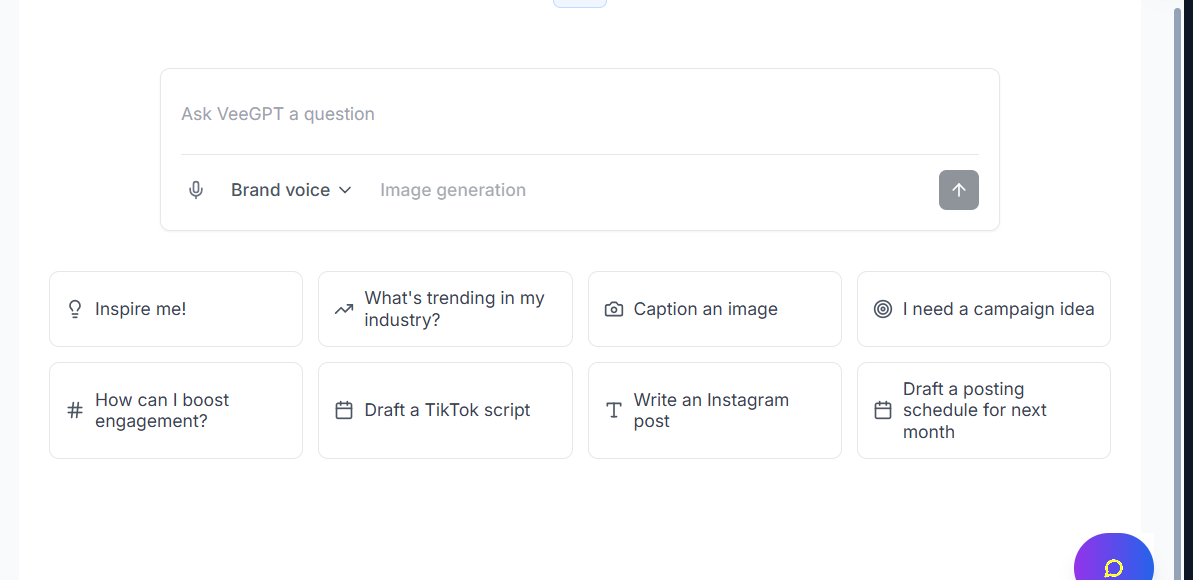 Ask VeeGPT a question
Brand voice
Image generation
Inspire me!
What's trending in my
industry?
Caption an image
I need a campaign idea
How can I boost
engagement?
Draft a TikTok script
Write an Instagram
post
Draft a posting
schedule for next
month